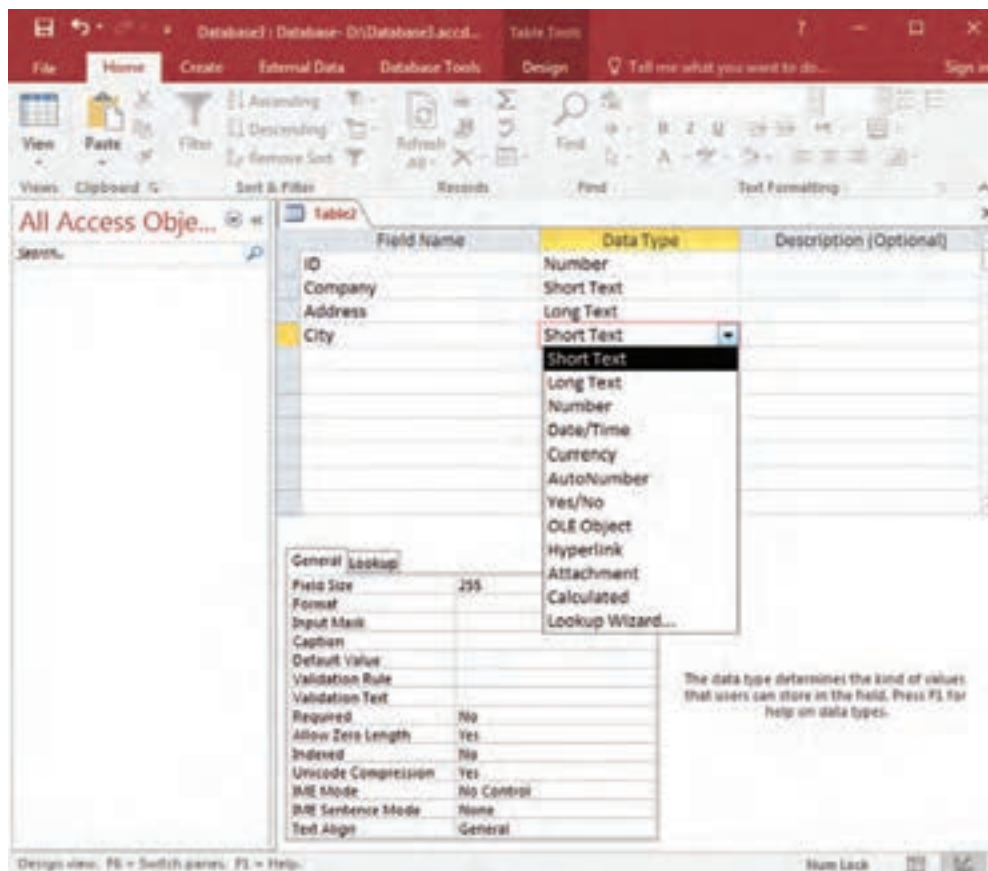 Database3 : Database- D:\Database3.accd... Table Tools ?
File Home Create External Data Database Tools Design Tell me what you want to do... Sign in
View Paste Filter Ascending Descending Remove Sort Refresh All Find B I U A
Views Clipboard Sort & Filter Records Find Text Formatting
All Access Obje...
Search...
Table2
Field Name Data Type Description (Optional)
ID Number
Company Short Text
Address Long Text
City Short Text
Short Text
Long Text
Number
Date/Time
Currency
AutoNumber
Yes/No
OLE Object
Hyperlink
Attachment
Calculated
Lookup Wizard...
General Lookup
Field Size 255
Format
Input Mask
Caption
Default Value
Validation Rule
Validation Text
Required No
Allow Zero Length Yes
Indexed No
Unicode Compression Yes
IME Mode No Control
IME Sentence Mode None
Text Align General
The data type determines the kind of values
that users can store in the field. Press F1 for
help on data types.
Design view. F6 = Switch panes. F1 = Help. Num Lock